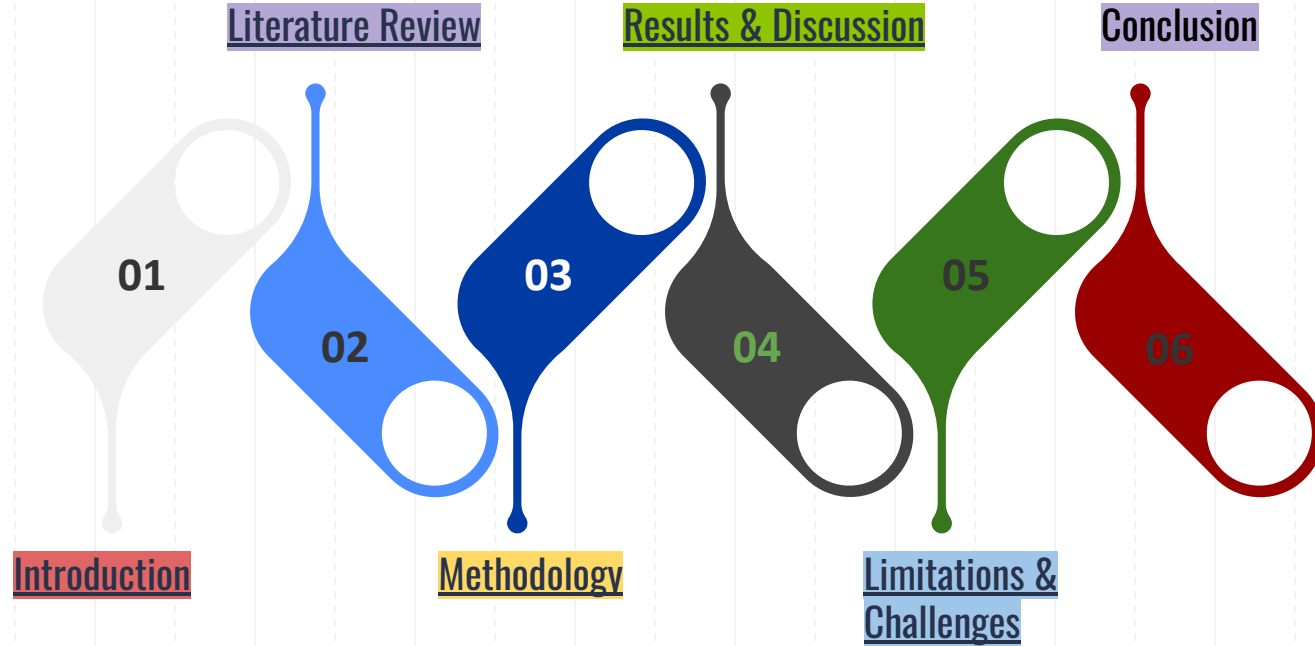 Literature Review
Results & Discussion
Conclusion
01
02
03
04
05
06
Introduction
Methodology
Limitations &
Challenges